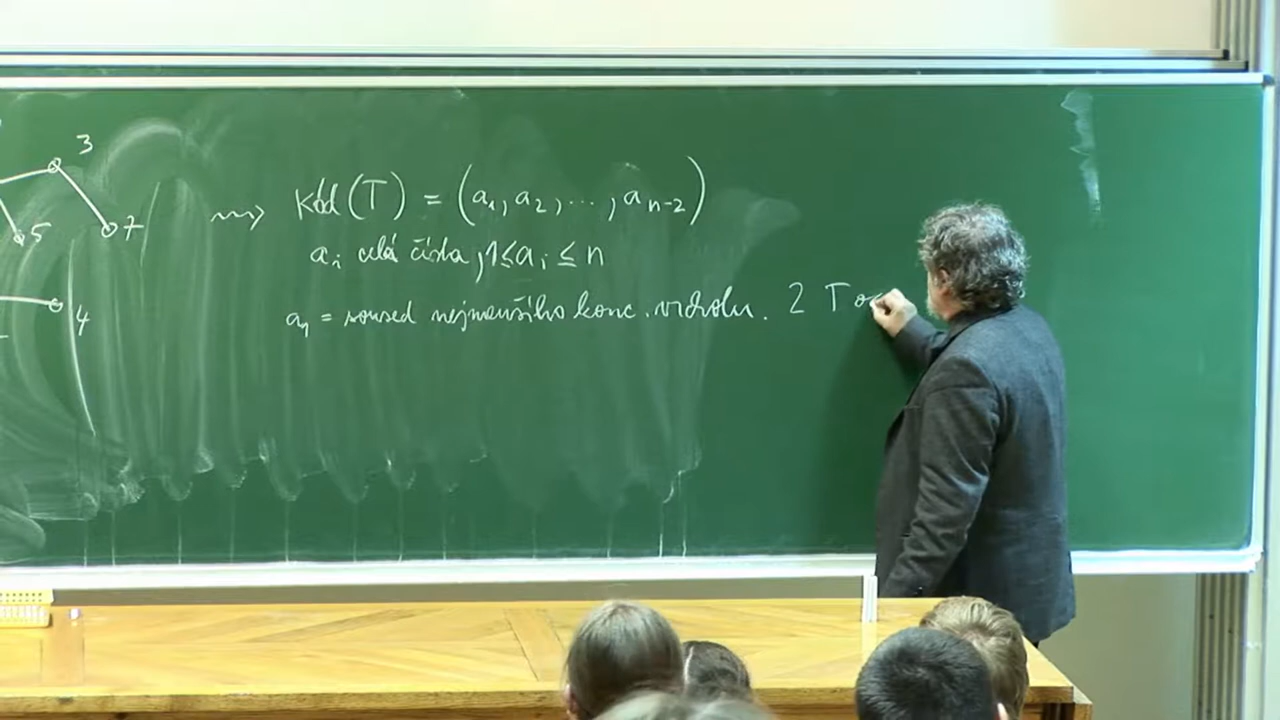 3
5
7
4
kód(T) = (a₁, a₂, ..., aₙ₋₂)
aᵢ celá čísla, 1 ≤ aᵢ ≤ n
a₁ = soused nejmenšího konc. vrcholu. Z T o